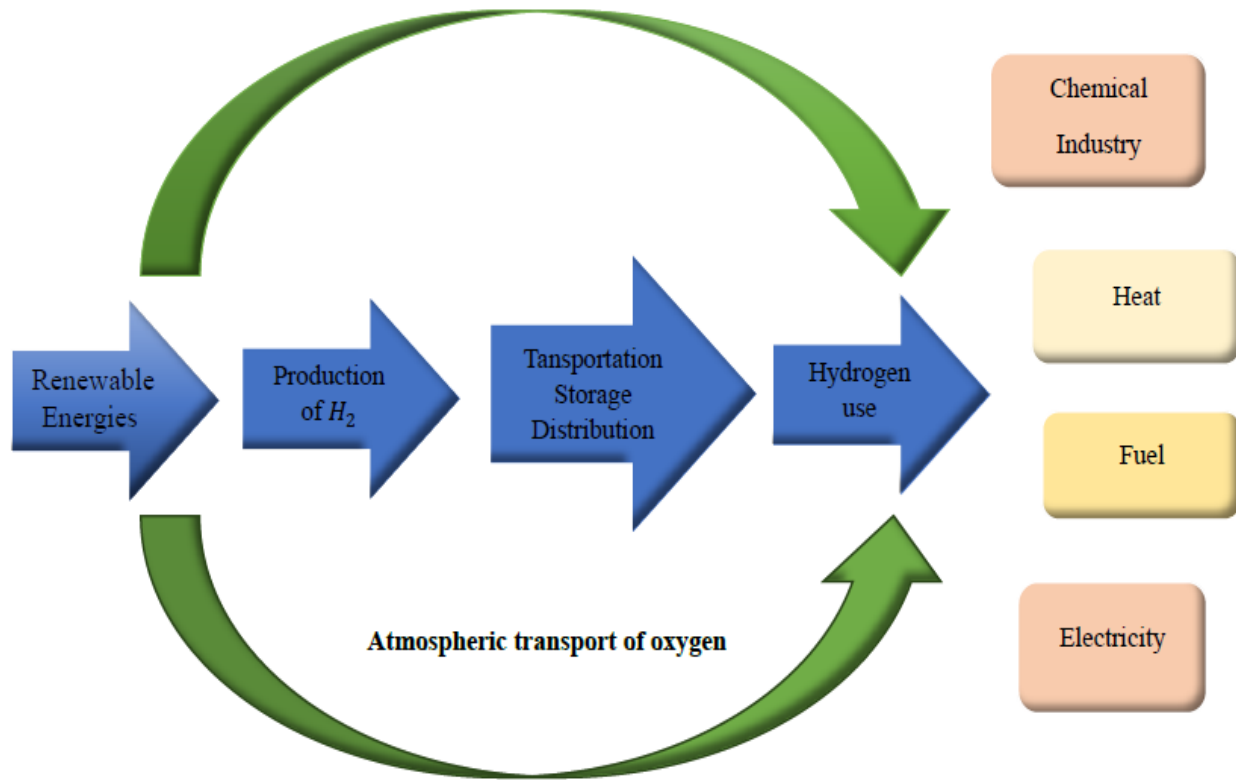 Renewable
Energies
Production
of H₂
Tansportation
Storage
Distribution
Hydrogen
use
Atmospheric transport of oxygen
Chemical
Industry
Heat
Fuel
Electricity